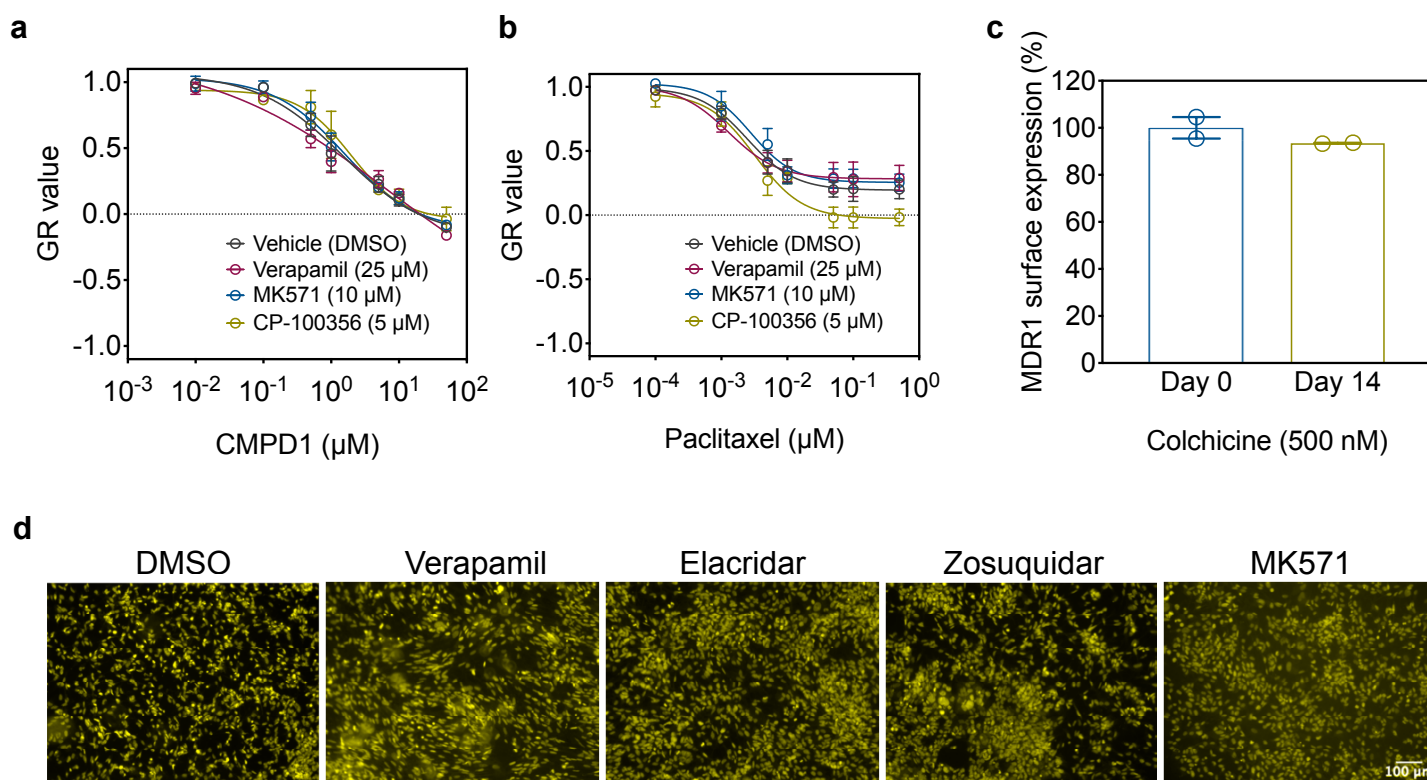 a
GR value
1.0
0.5
0.0
-0.5
-1.0
Vehicle (DMSO)
Verapamil (25 µM)
MK571 (10 µM)
CP-100356 (5 µM)
10⁻³ 10⁻² 10⁻¹ 10⁰ 10¹ 10²
CMPD1 (µM)
b
GR value
1.0
0.5
0.0
-0.5
-1.0
Vehicle (DMSO)
Verapamil (25 µM)
MK571 (10 µM)
CP-100356 (5 µM)
10⁻⁵ 10⁻⁴ 10⁻³ 10⁻² 10⁻¹ 10⁰
Paclitaxel (µM)
c
MDR1 surface expression (%)
120
100
80
60
40
20
0
Day 0 Day 14
Colchicine (500 nM)
d
DMSO Verapamil Elacridar Zosuquidar MK571
100 µm